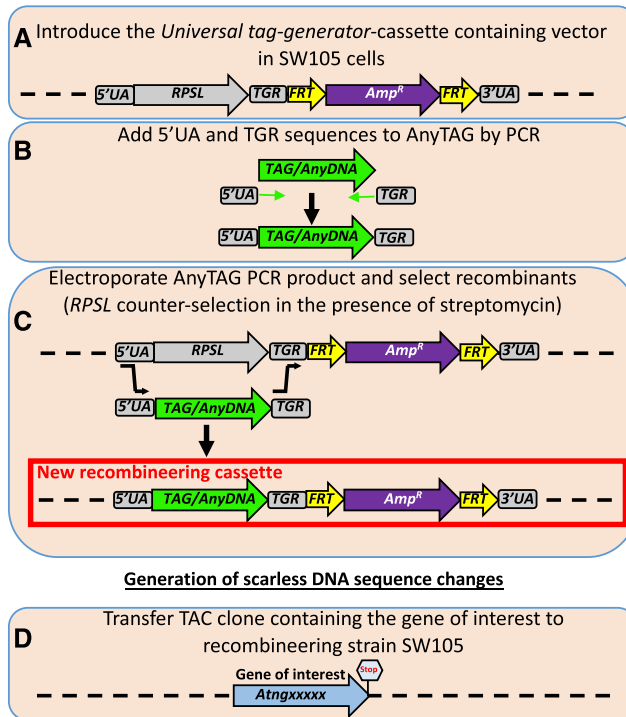 A
Introduce the Universal tag-generator-cassette containing vector
in SW105 cells
5'UA RPSL TGR FRT AmpR FRT 3'UA
B
Add 5'UA and TGR sequences to AnyTAG by PCR
TAG/AnyDNA
5'UA TGR
5'UA TAG/AnyDNA TGR
Electroporate AnyTAG PCR product and select recombinants
(RPSL counter-selection in the presence of streptomycin)
C
5'UA RPSL TGR FRT AmpR FRT 3'UA
5'UA TAG/AnyDNA TGR
New recombineering cassette
5'UA TAG/AnyDNA TGR FRT AmpR FRT 3'UA
Generation of scarless DNA sequence changes
D
Transfer TAC clone containing the gene of interest to
recombineering strain SW105
Gene of interest Stop
Atngxxxxx